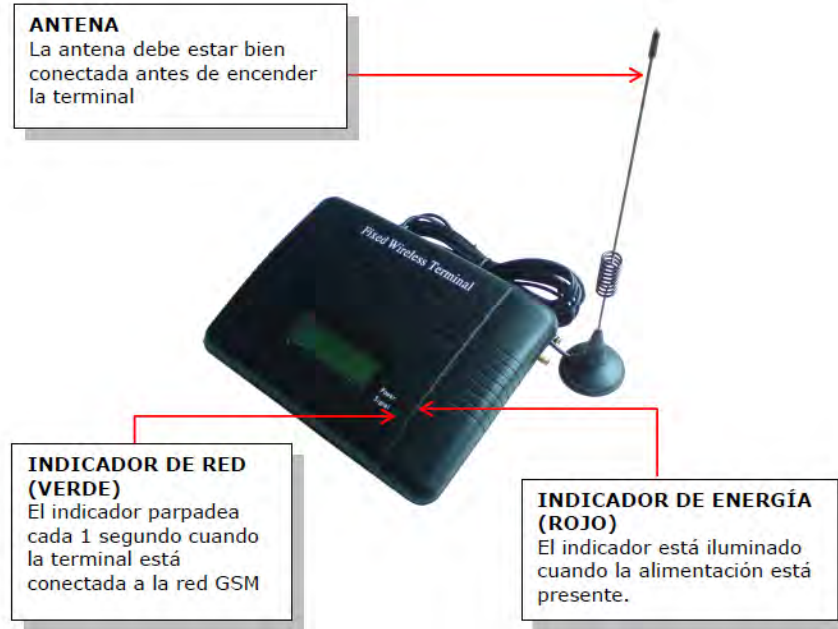 ANTENA
La antena debe estar bien
conectada antes de encender
la terminal
Fixed Wireless Terminal
Power
Signal
INDICADOR DE RED
(VERDE)
El indicador parpadea
cada 1 segundo cuando
la terminal está
conectada a la red GSM
INDICADOR DE ENERGÍA
(ROJO)
El indicador está iluminado
cuando la alimentación está
presente.